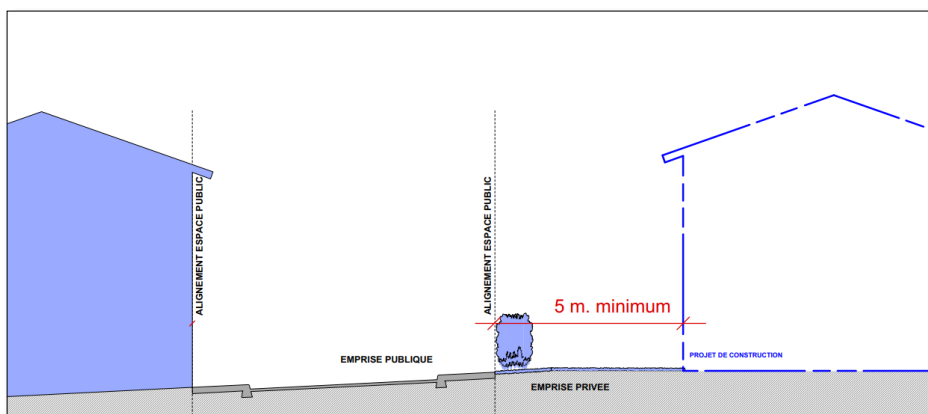 ALIGNEMENT ESPACE PUBLIC
ALIGNEMENT ESPACE PUBLIC
5 m. minimum
EMPRISE PUBLIQUE
PROJET DE CONSTRUCTION
EMPRISE PRIVEE